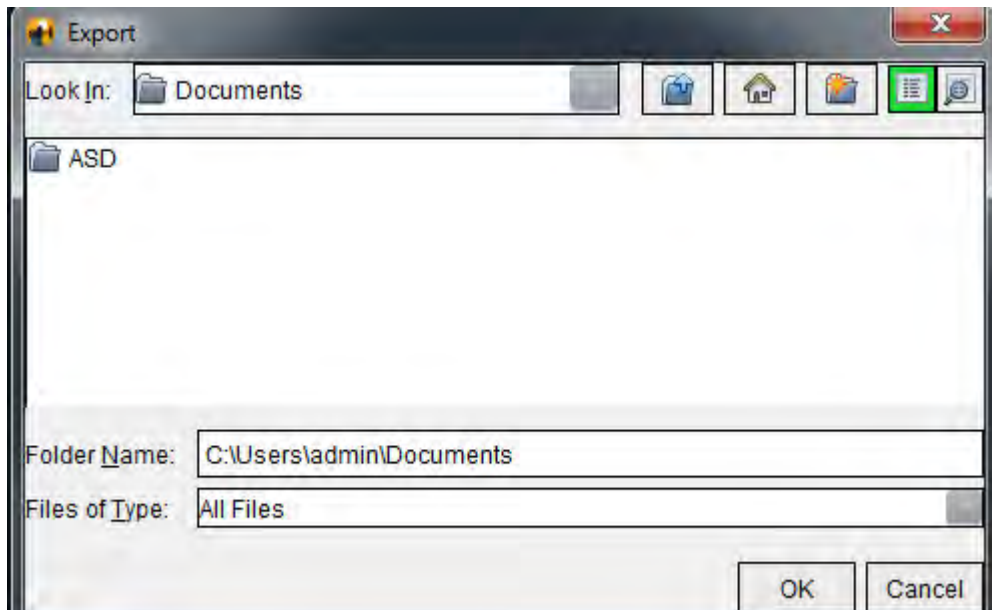 Export
Look In: Documents
ASD
Folder Name: C:\Users\admin\Documents
Files of Type: All Files
OK Cancel